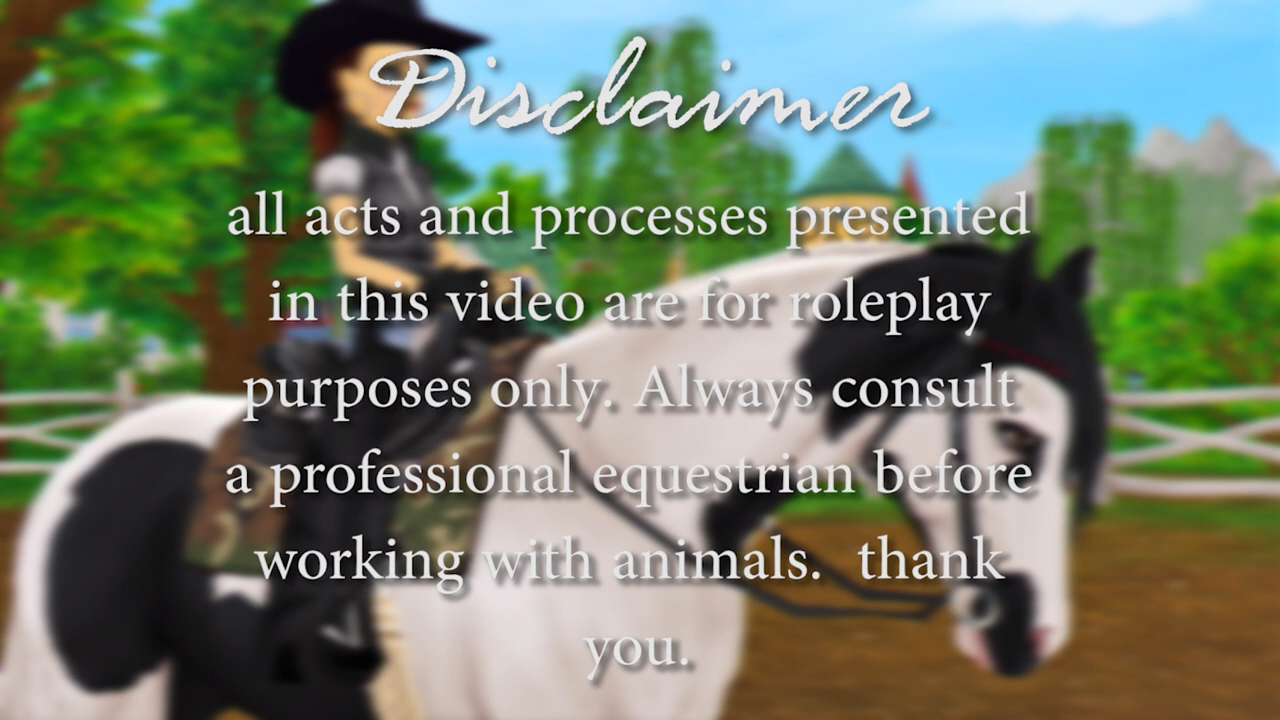 Disclaimer
all acts and processes presented
in this video are for roleplay
purposes only. Always consult
a professional equestrian before
working with animals.  thank
you.